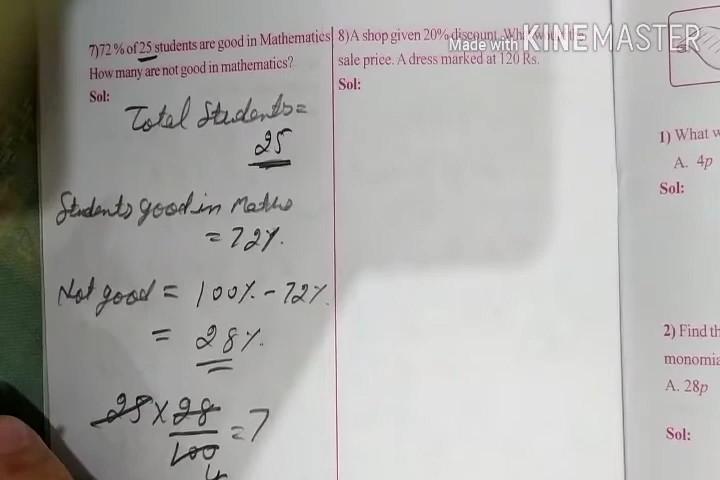 Made with KINEMASTER
7)72 % of 25 students are good in Mathematics
How many are not good in mathematics?
Sol:
Total Students=
25
Students good in Maths
= 72%.
Not good = 100% - 72%.
= 28%.
25 x 28
100
= 7
4
8)A shop given 20% discount. What
sale price. A dress marked at 120 Rs.
Sol:
1) What
A. 4p
Sol:
2) Find
A. 28p
Sol: